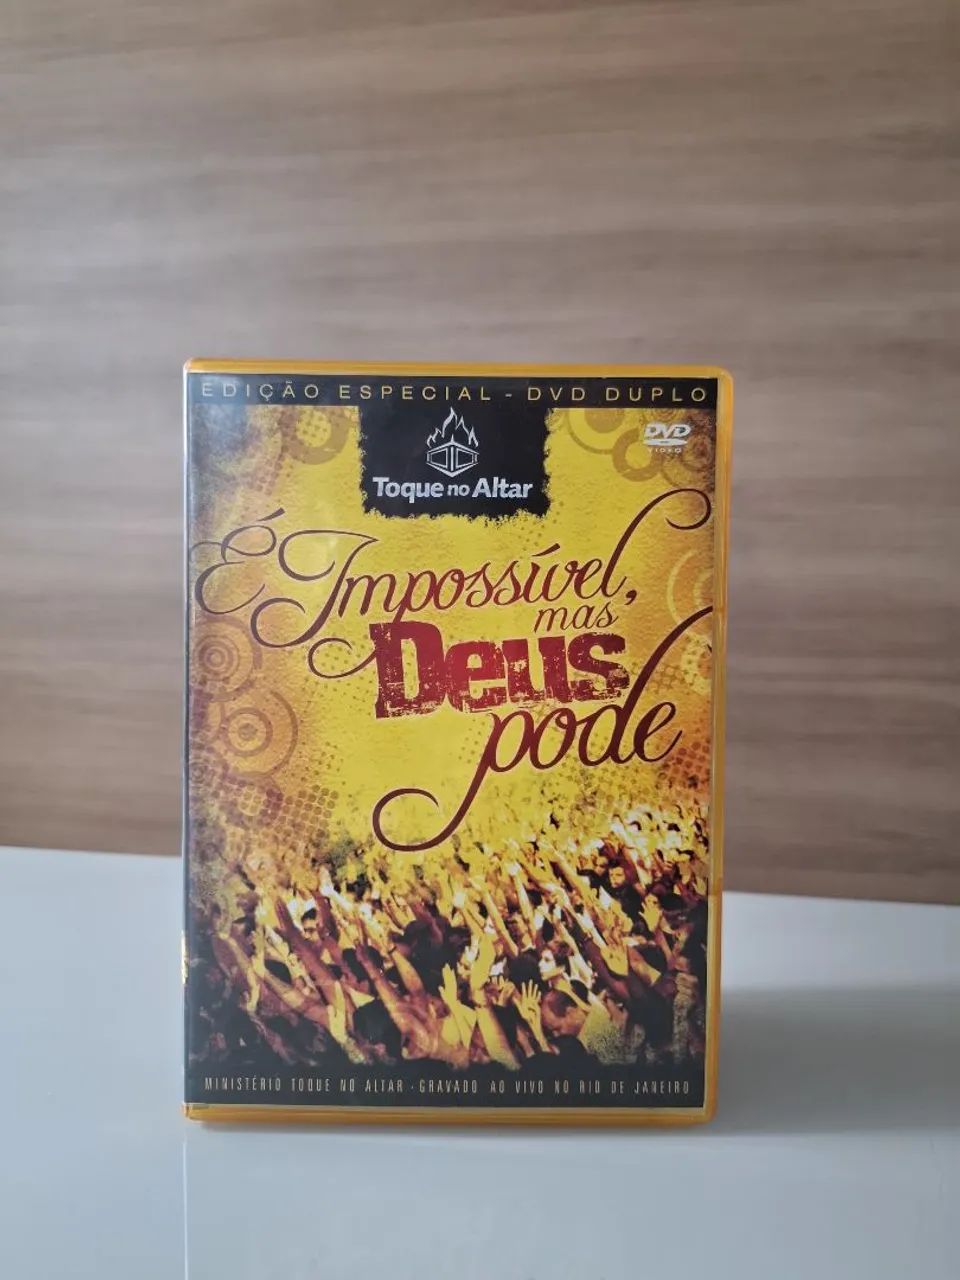 EDIÇÃO ESPECIAL - DVD DUPLO
DVD
VIDEO
Toque no Altar
É Impossível,
mas
Deus
pode
MINISTÉRIO TOQUE NO ALTAR · GRAVADO AO VIVO NO RIO DE JANEIRO